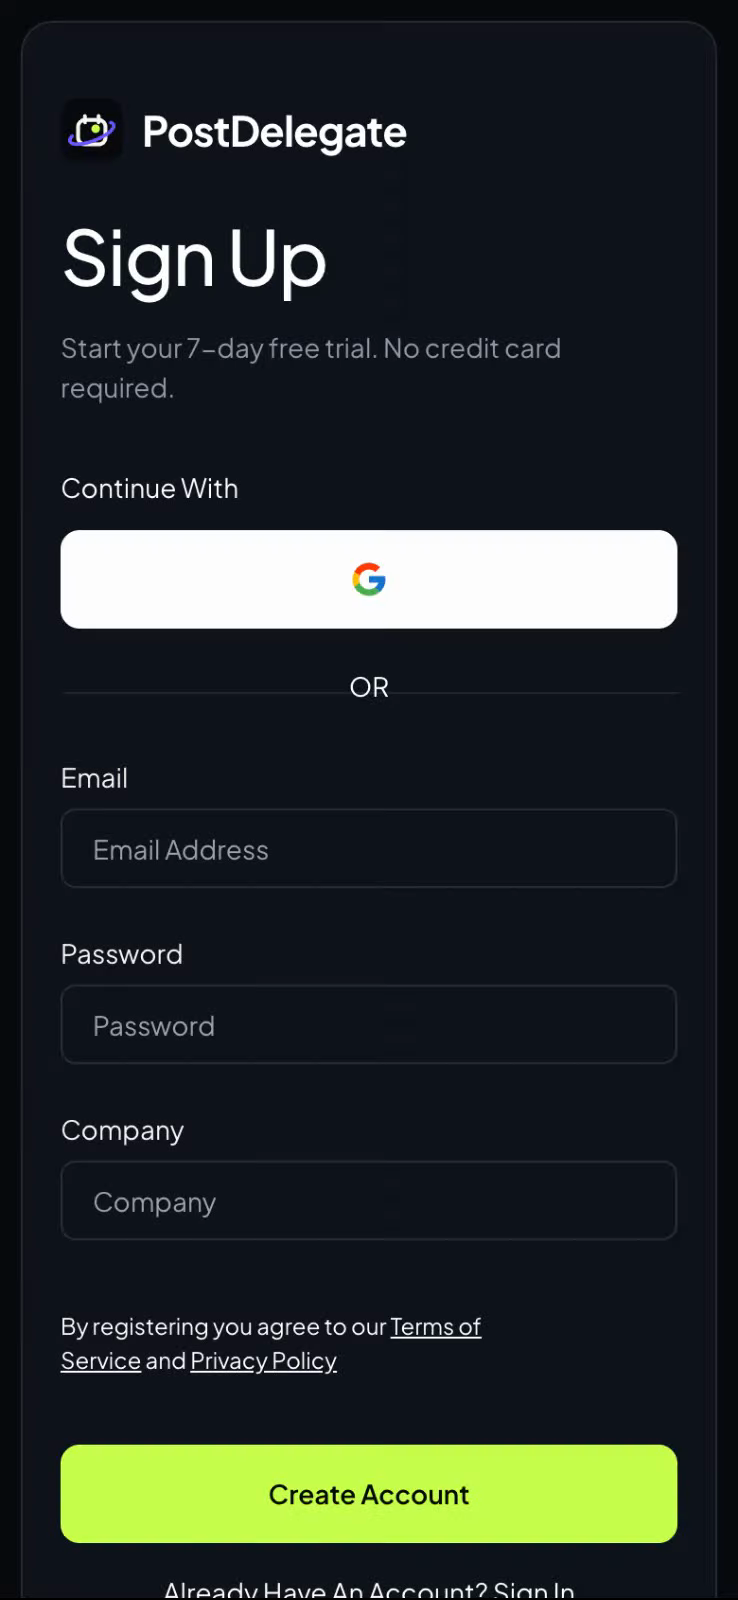 PostDelegate
Sign Up
Start your 7-day free trial. No credit card
required.
Continue With
OR
Email
Email Address
Password
Password
Company
Company
By registering you agree to our Terms of
Service and Privacy Policy
Create Account
Already Have An Account? Sign In